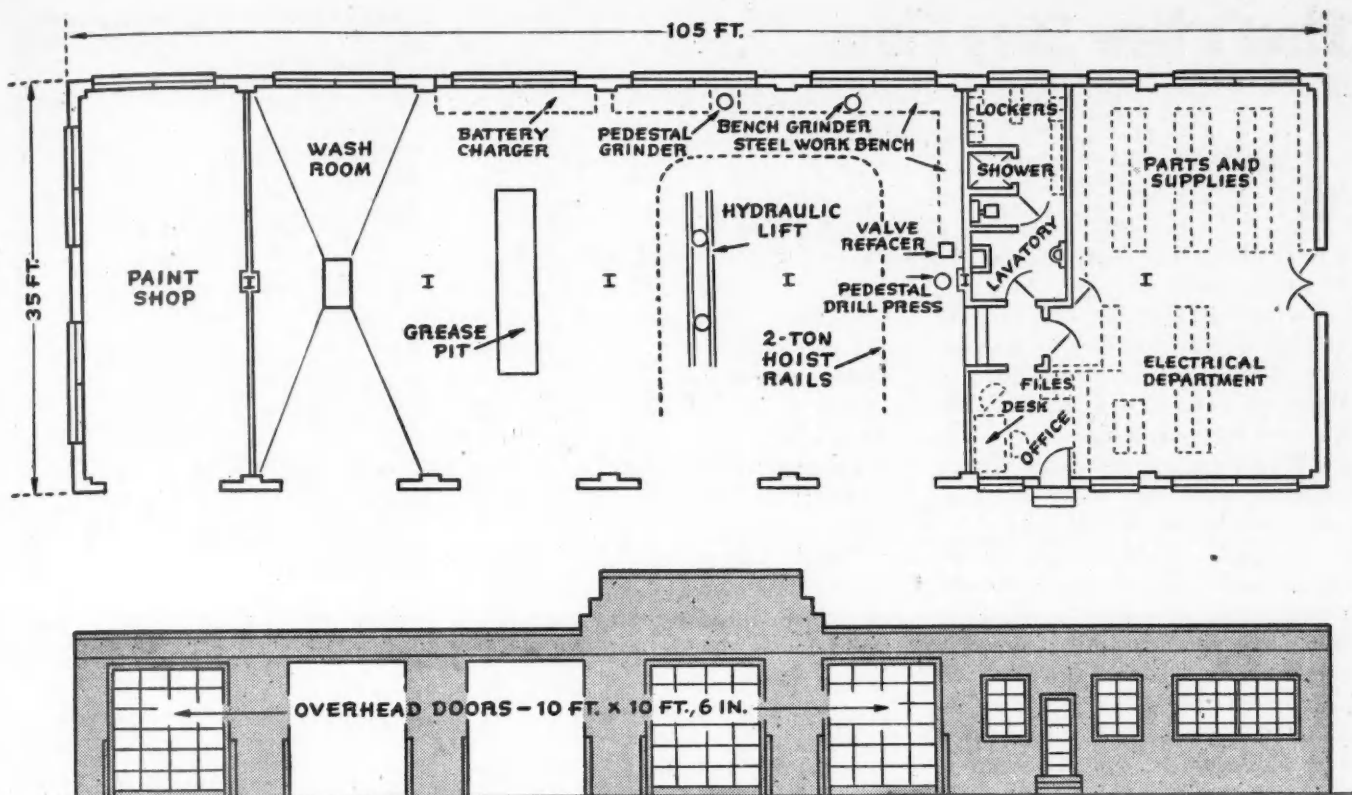 105 FT.
35 FT.
PAINT
SHOP
WASH
ROOM
BATTERY
CHARGER
PEDESTAL
GRINDER
BENCH GRINDER
STEEL WORK BENCH
LOCKERS
SHOWER
LAVATORY
PARTS AND
SUPPLIES
HYDRAULIC
LIFT
VALVE
REFACER
PEDESTAL
DRILL PRESS
GREASE
PIT
2-TON
HOIST
RAILS
FILES
DESK
OFFICE
ELECTRICAL
DEPARTMENT
OVERHEAD DOORS - 10 FT. X 10 FT., 6 IN.